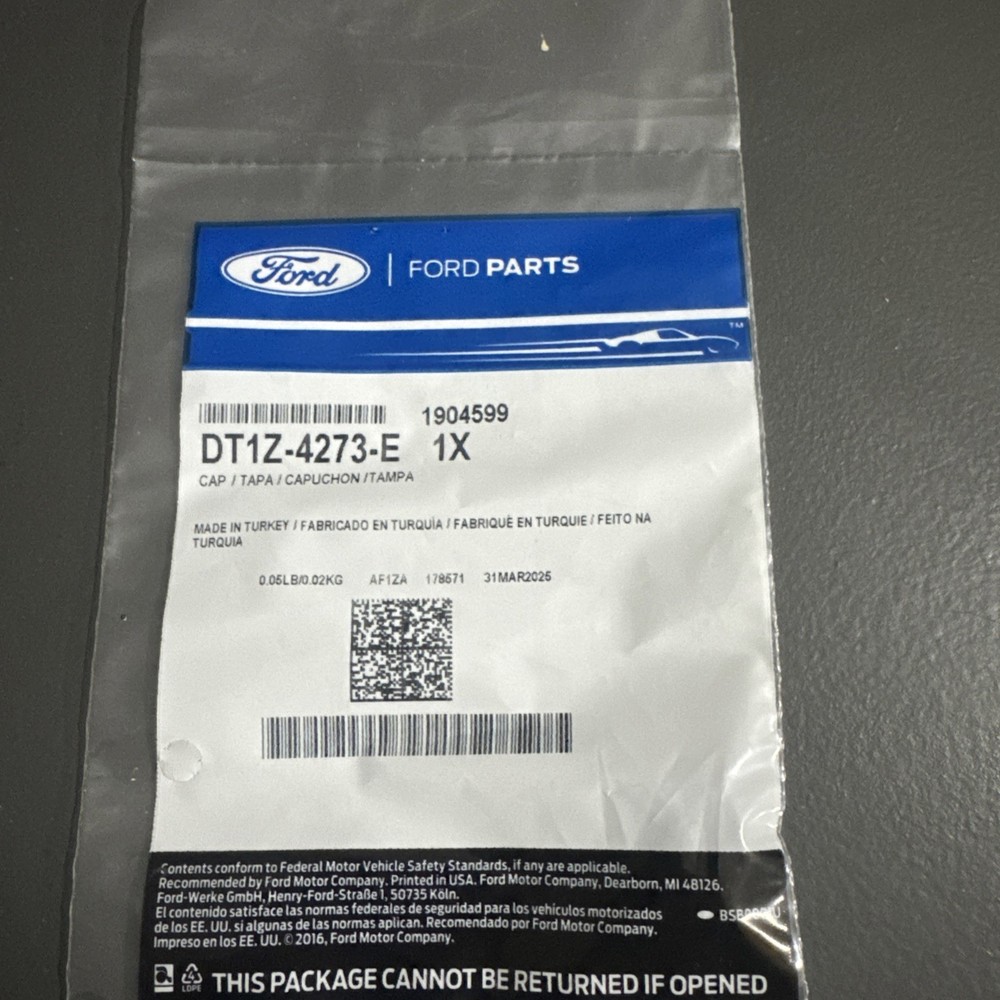 Ford | FORD PARTS
TM
1904599
DT1Z-4273-E 1X
CAP / TAPA / CAPUCHON /TAMPA
MADE IN TURKEY / FABRICADO EN TURQUÍA / FABRIQUÉ EN TURQUIE / FEITO NA
TURQUIA
0.05LB/0.02KG AF1ZA 178571 31MAR2025
Contents conform to Federal Motor Vehicle Safety Standards, if any are applicable.
Recommended by Ford Motor Company. Printed in USA. Ford Motor Company, Dearborn, MI 48126.
Ford-Werke GmbH, Henry-Ford-Straße 1, 50735 Köln.
El contenido satisface las normas federales de seguridad para los vehículos motorizados
de los EE. UU. si algunas de las normas aplican. Recomendado por Ford Motor Company.
Impreso en los EE. UU. © 2016, Ford Motor Company.
4
LDPE
THIS PACKAGE CANNOT BE RETURNED IF OPENED